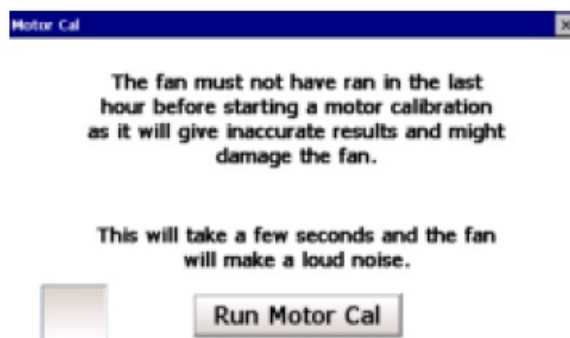 Motor Cal
The fan must not have ran in the last
hour before starting a motor calibration
as it will give inaccurate results and might
damage the fan.
This will take a few seconds and the fan
will make a loud noise.
Run Motor Cal